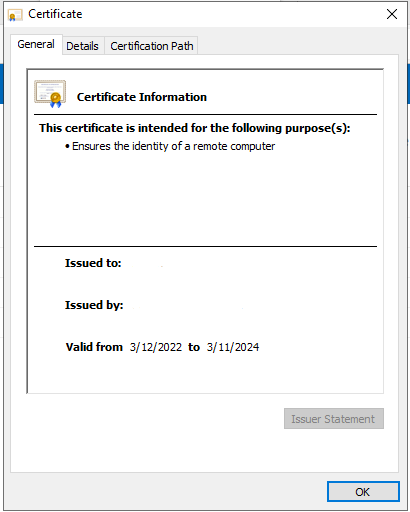 Certificate
General Details Certification Path
Certificate Information
This certificate is intended for the following purpose(s):
• Ensures the identity of a remote computer
Issued to:
Issued by:
Valid from 3/12/2022 to 3/11/2024
Issuer Statement
OK